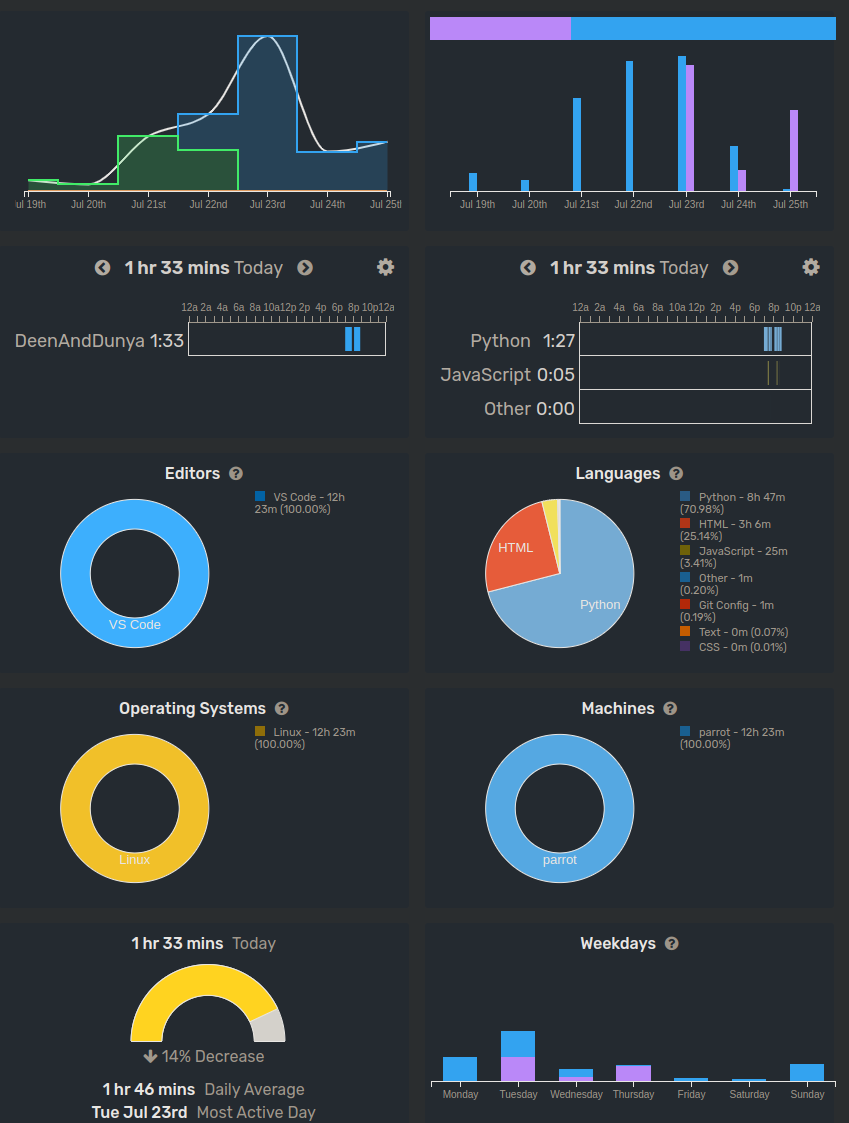 ul 19th Jul 20th Jul 21st Jul 22nd Jul 23rd Jul 24th Jul 25tl
Jul 19th Jul 20th Jul 21st Jul 22nd Jul 23rd Jul 24th Jul 25th
1 hr 33 mins Today
12a 2a 4a 6a 8a 10a12p 2p 4p 6p 8p 10p12a
DeenAndDunya 1:33
1 hr 33 mins Today
12a 2a 4a 6a 8a 10a 12p 2p 4p 6p 8p 10p 12a
Python 1:27
JavaScript 0:05
Other 0:00
Editors ?
VS Code - 12h
23m (100.00%)
VS Code
Languages ?
Python - 8h 47m
(70.98%)
HTML - 3h 6m
(25.14%)
JavaScript - 25m
(3.41%)
Other - 1m
(0.20%)
Git Config - 1m
(0.19%)
Text - 0m (0.07%)
CSS - 0m (0.01%)
HTML
Python
Operating Systems ?
Linux - 12h 23m
(100.00%)
Linux
Machines ?
parrot - 12h 23m
(100.00%)
parrot
1 hr 33 mins Today
14% Decrease
1 hr 46 mins Daily Average
Tue Jul 23rd Most Active Day
Weekdays ?
Monday Tuesday Wednesday Thursday Friday Saturday Sunday